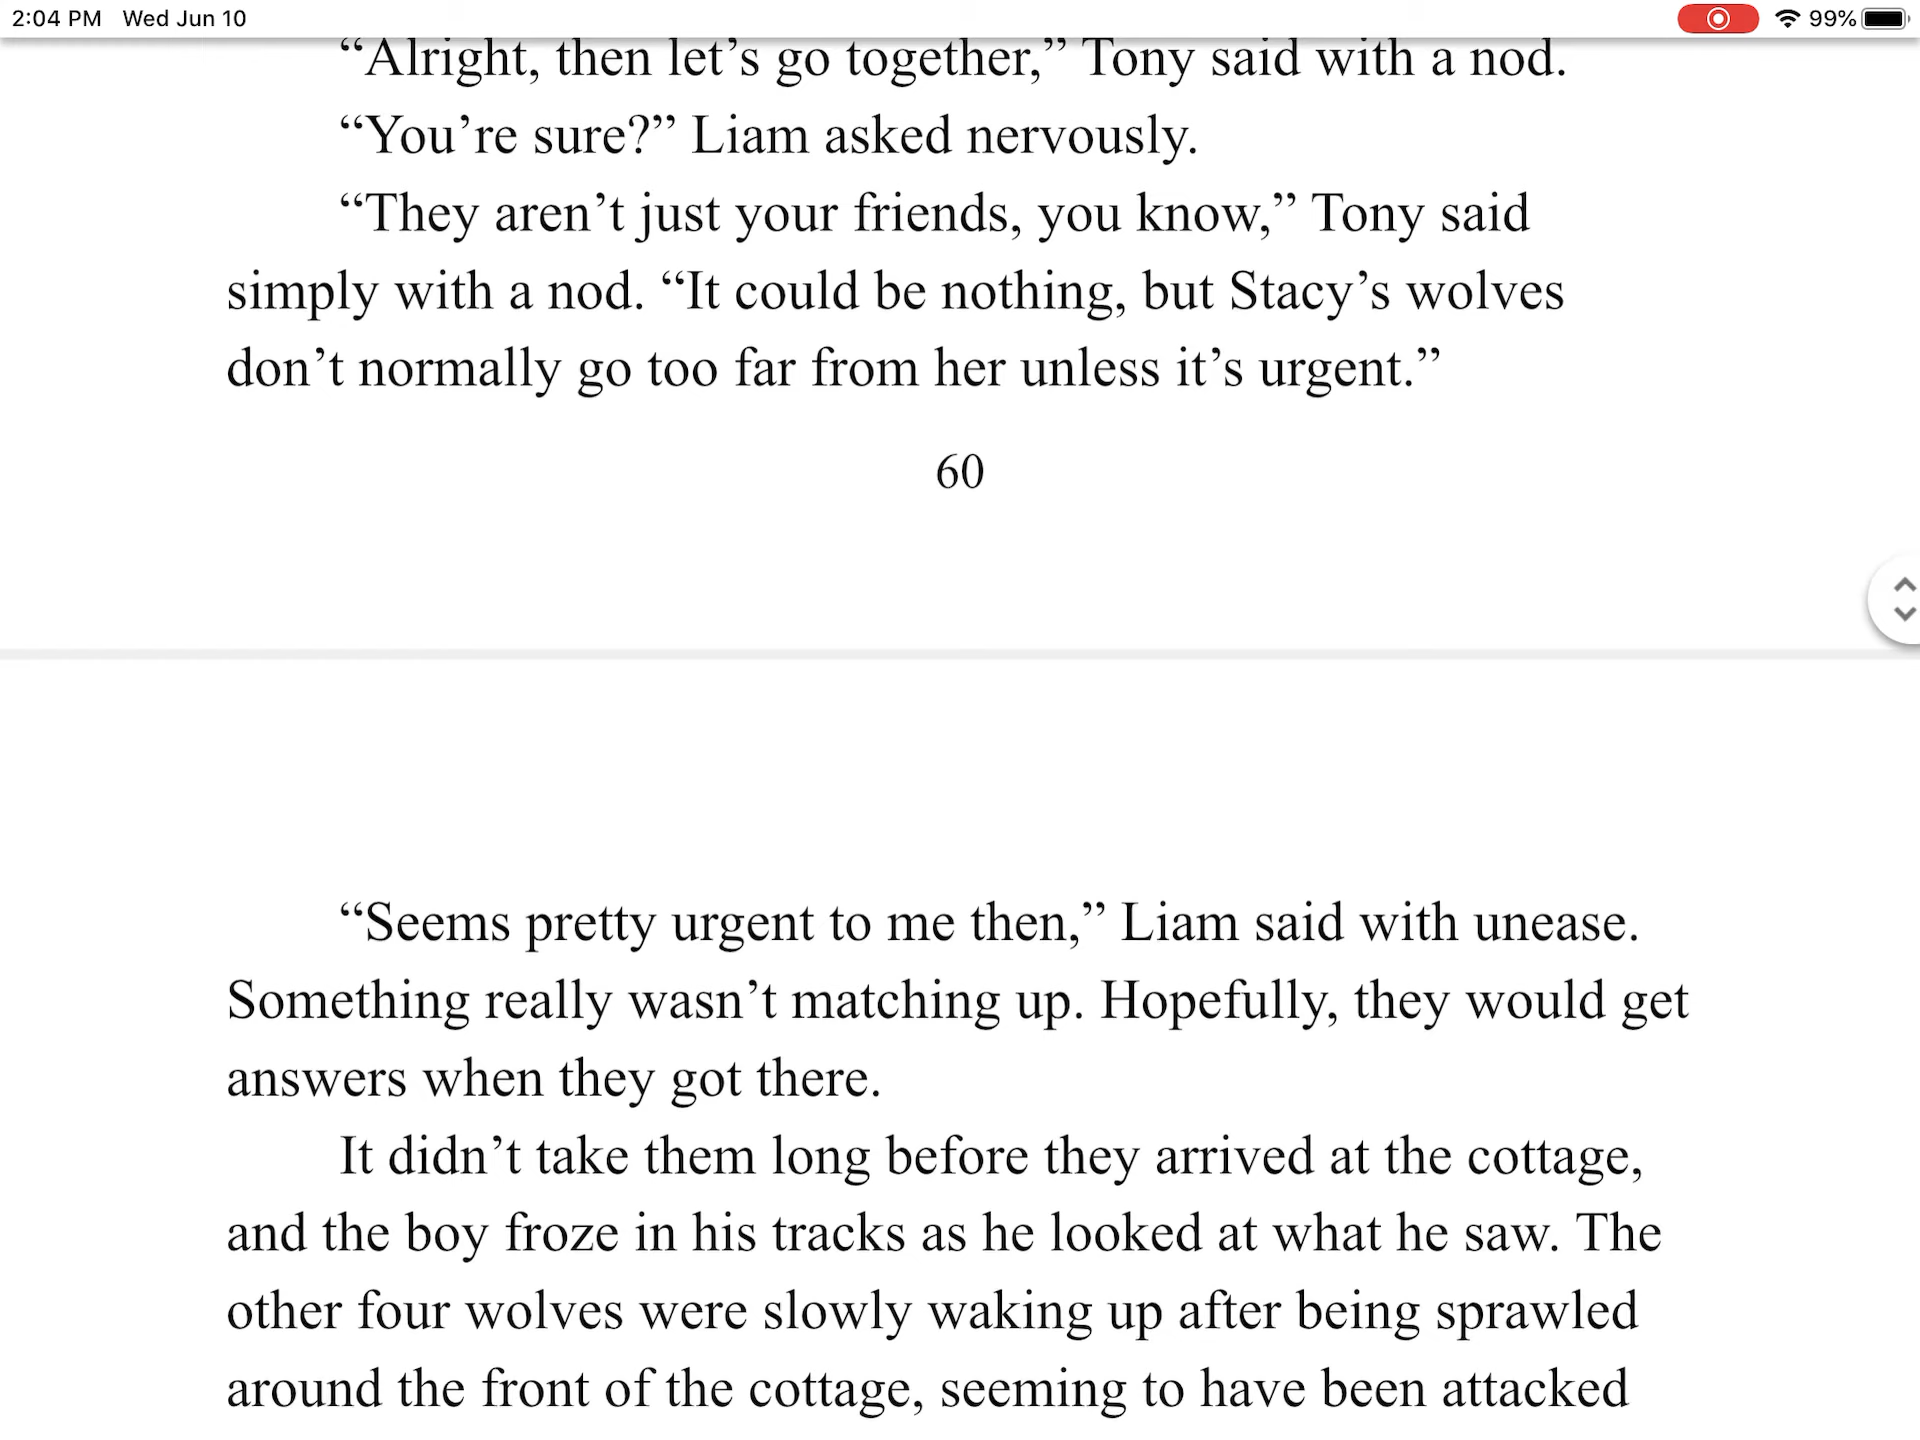 2:04 PM Wed Jun 10 99%
“Alright, then let’s go together,” Tony said with a nod.
“You’re sure?” Liam asked nervously.
“They aren’t just your friends, you know,” Tony said
simply with a nod. “It could be nothing, but Stacy’s wolves
don’t normally go too far from her unless it’s urgent.”
60
“Seems pretty urgent to me then,” Liam said with unease.
Something really wasn’t matching up. Hopefully, they would get
answers when they got there.
It didn’t take them long before they arrived at the cottage,
and the boy froze in his tracks as he looked at what he saw. The
other four wolves were slowly waking up after being sprawled
around the front of the cottage, seeming to have been attacked